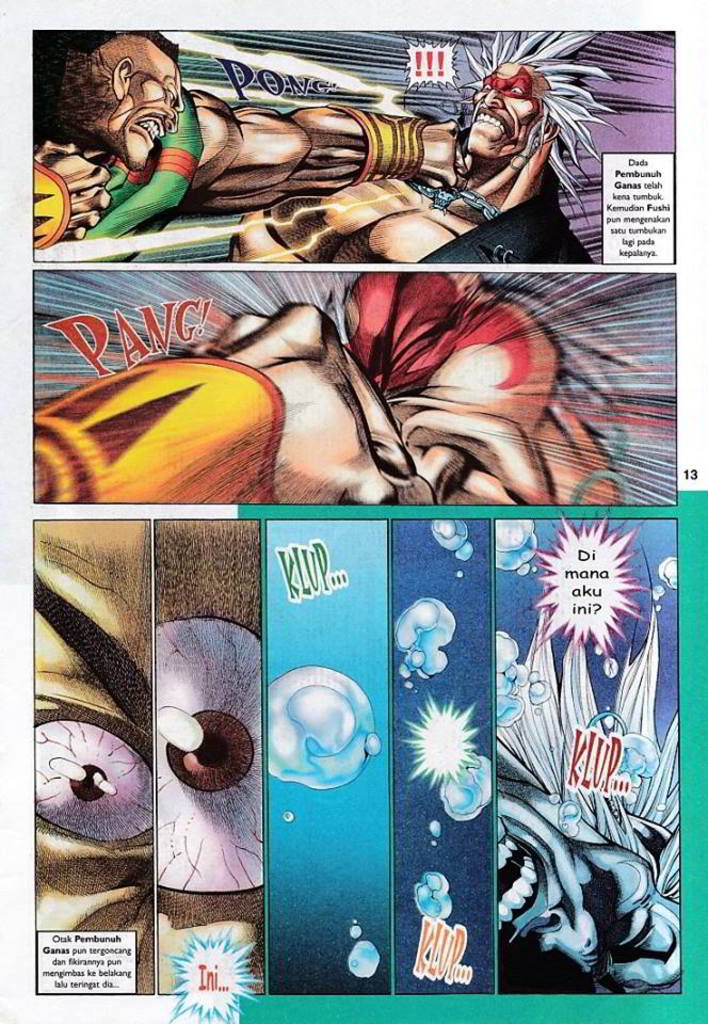 PONG!
!!!
Dada
Pembunuh
Ganas telah
kena tumbuk.
Kemudian Fushi
pun mengenakan
satu tumbukan
lagi pada
kepalanya.
PANG!
13
Otak Pembunuh
Ganas pun tergoncang
dan fikirannya pun
mengimbas ke belakang
lalu teringat dia...
Ini...
KLUP...
KLUP...
Di
mana
aku
ini?
KLUP...